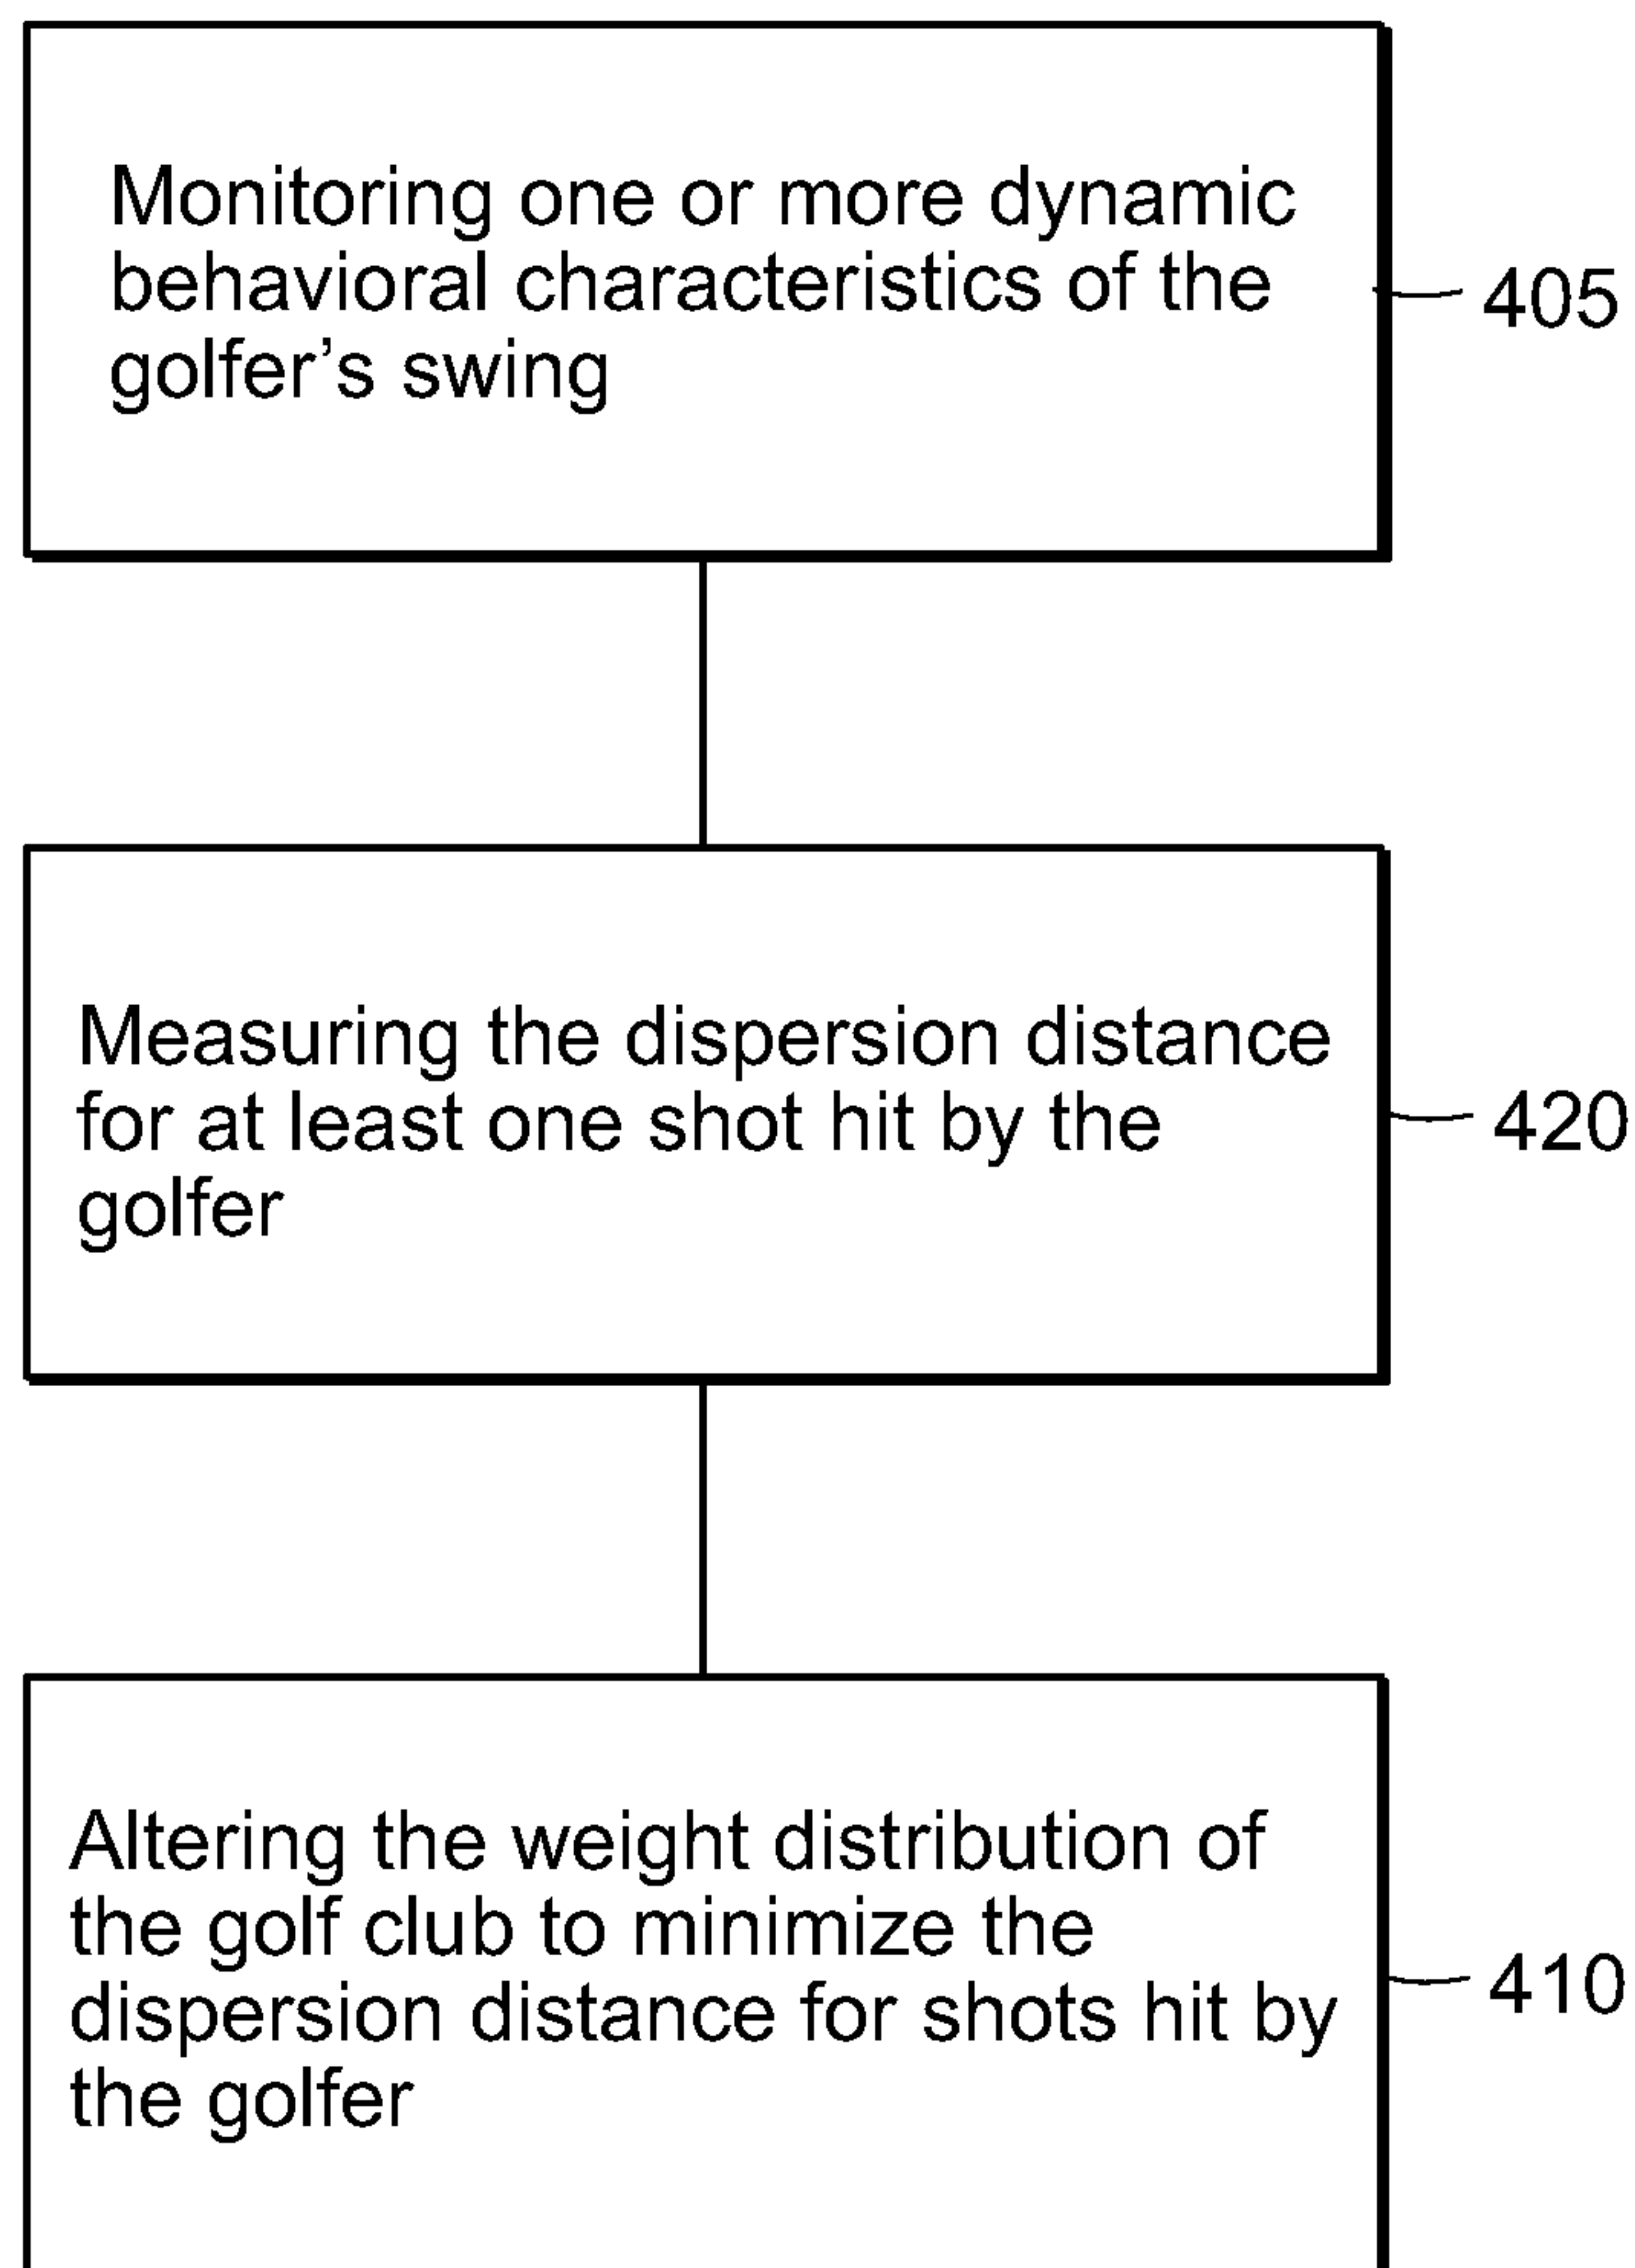 Monitoring one or more dynamic
behavioral characteristics of the
golfer's swing
405
Measuring the dispersion distance
for at least one shot hit by the
golfer
420
Altering the weight distribution of
the golf club to minimize the
dispersion distance for shots hit by
the golfer
410